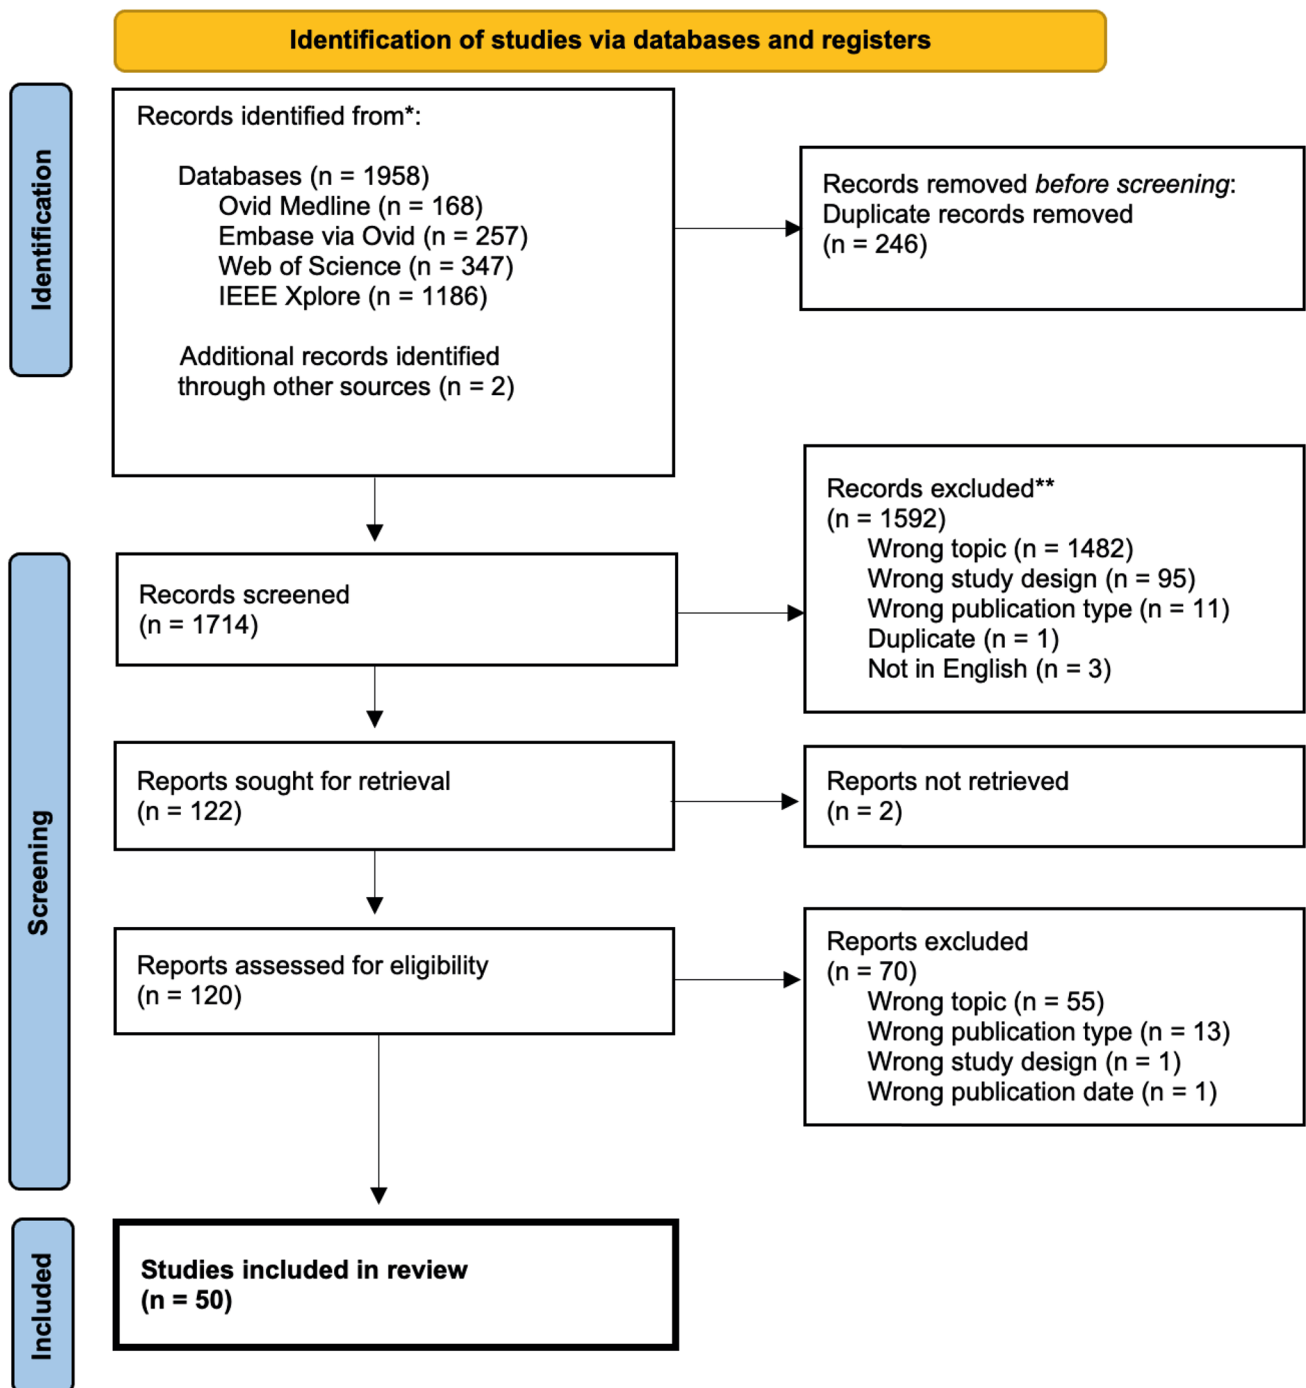 Identification of studies via databases and registers
Identification
Records identified from*:
Databases (n = 1958)
Ovid Medline (n = 168)
Embase via Ovid (n = 257)
Web of Science (n = 347)
IEEE Xplore (n = 1186)
Additional records identified
through other sources (n = 2)
Records removed before screening:
Duplicate records removed
(n = 246)
Screening
Records screened
(n = 1714)
Records excluded**
(n = 1592)
Wrong topic (n = 1482)
Wrong study design (n = 95)
Wrong publication type (n = 11)
Duplicate (n = 1)
Not in English (n = 3)
Reports sought for retrieval
(n = 122)
Reports not retrieved
(n = 2)
Reports assessed for eligibility
(n = 120)
Reports excluded
(n = 70)
Wrong topic (n = 55)
Wrong publication type (n = 13)
Wrong study design (n = 1)
Wrong publication date (n = 1)
Included
Studies included in review
(n = 50)